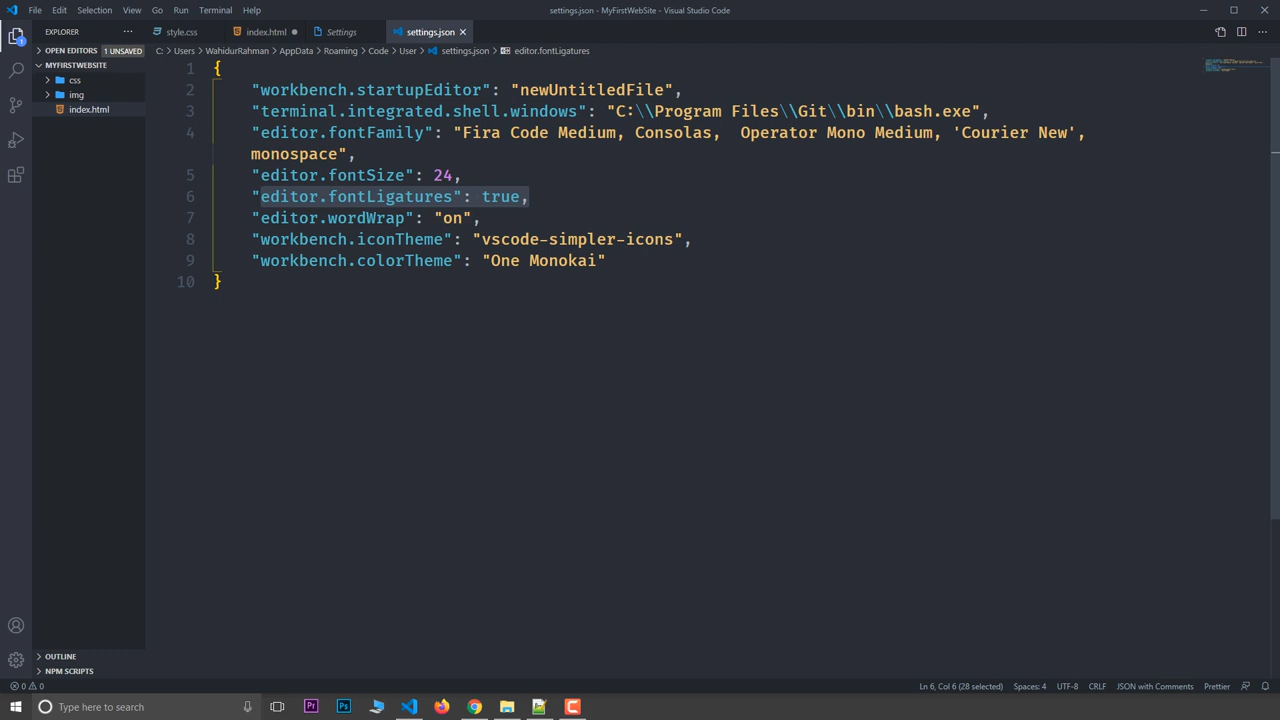 File Edit Selection View Go Run Terminal Help settings.json - MyFirstWebSite - Visual Studio Code
EXPLORER style.css index.html Settings settings.json
OPEN EDITORS 1 UNSAVED
C: > Users > WahidurRahman > AppData > Roaming > Code > User > settings.json > editor.fontLigatures
MYFIRSTWEBSITE
css
img
index.html
1 {
2 "workbench.startupEditor": "newUntitledFile",
3 "terminal.integrated.shell.windows": "C:\\Program Files\\Git\\bin\\bash.exe",
4 "editor.fontFamily": "Fira Code Medium, Consolas,  Operator Mono Medium, 'Courier New',
monospace",
5 "editor.fontSize": 24,
6 "editor.fontLigatures": true,
7 "editor.wordWrap": "on",
8 "workbench.iconTheme": "vscode-simpler-icons",
9 "workbench.colorTheme": "One Monokai"
10 }
1
OUTLINE
NPM SCRIPTS
0 0 Ln 6, Col 6 (28 selected) Spaces: 4 UTF-8 CRLF JSON with Comments Prettier
Type here to search Pr Ps